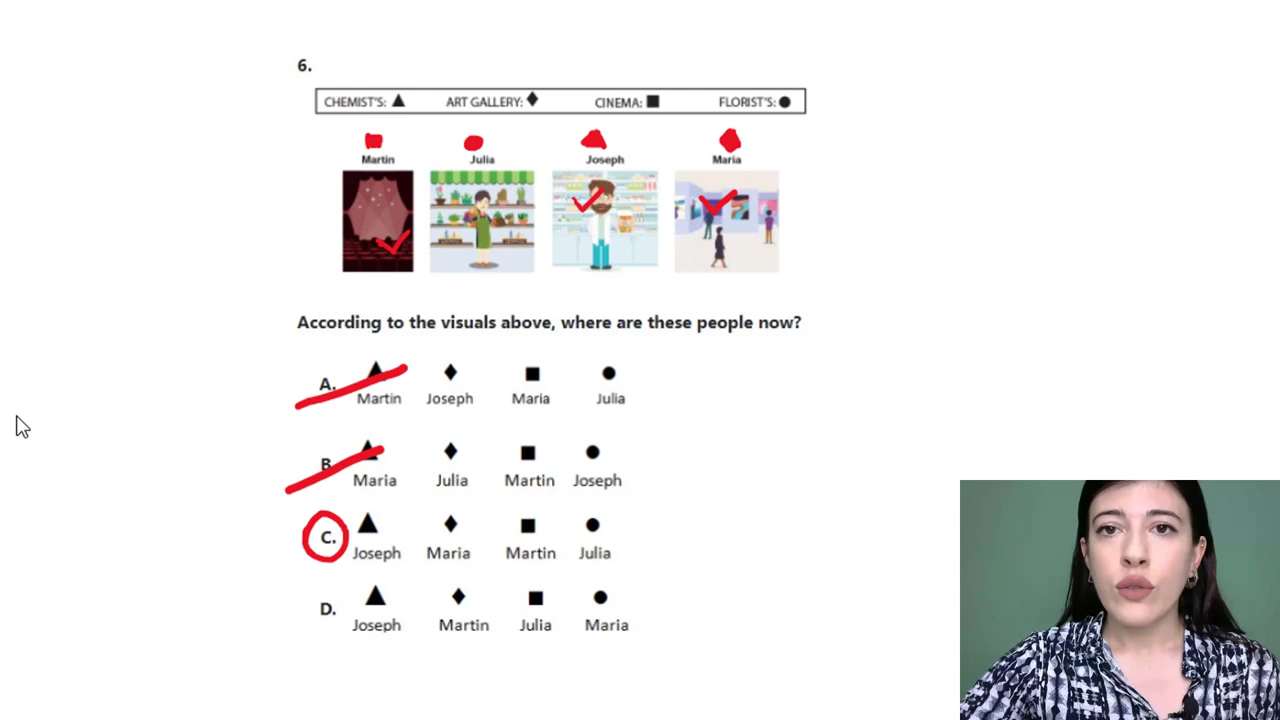 6.
CHEMIST'S: ▲ ART GALLERY: ♦ CINEMA: ■ FLORIST'S: ●
Martin Julia Joseph Maria
According to the visuals above, where are these people now?
A. ▲ ♦ ■ ●
Martin Joseph Maria Julia
B. ▲ ♦ ■ ●
Maria Julia Martin Joseph
C. ▲ ♦ ■ ●
Joseph Maria Martin Julia
D. ▲ ♦ ■ ●
Joseph Martin Julia Maria